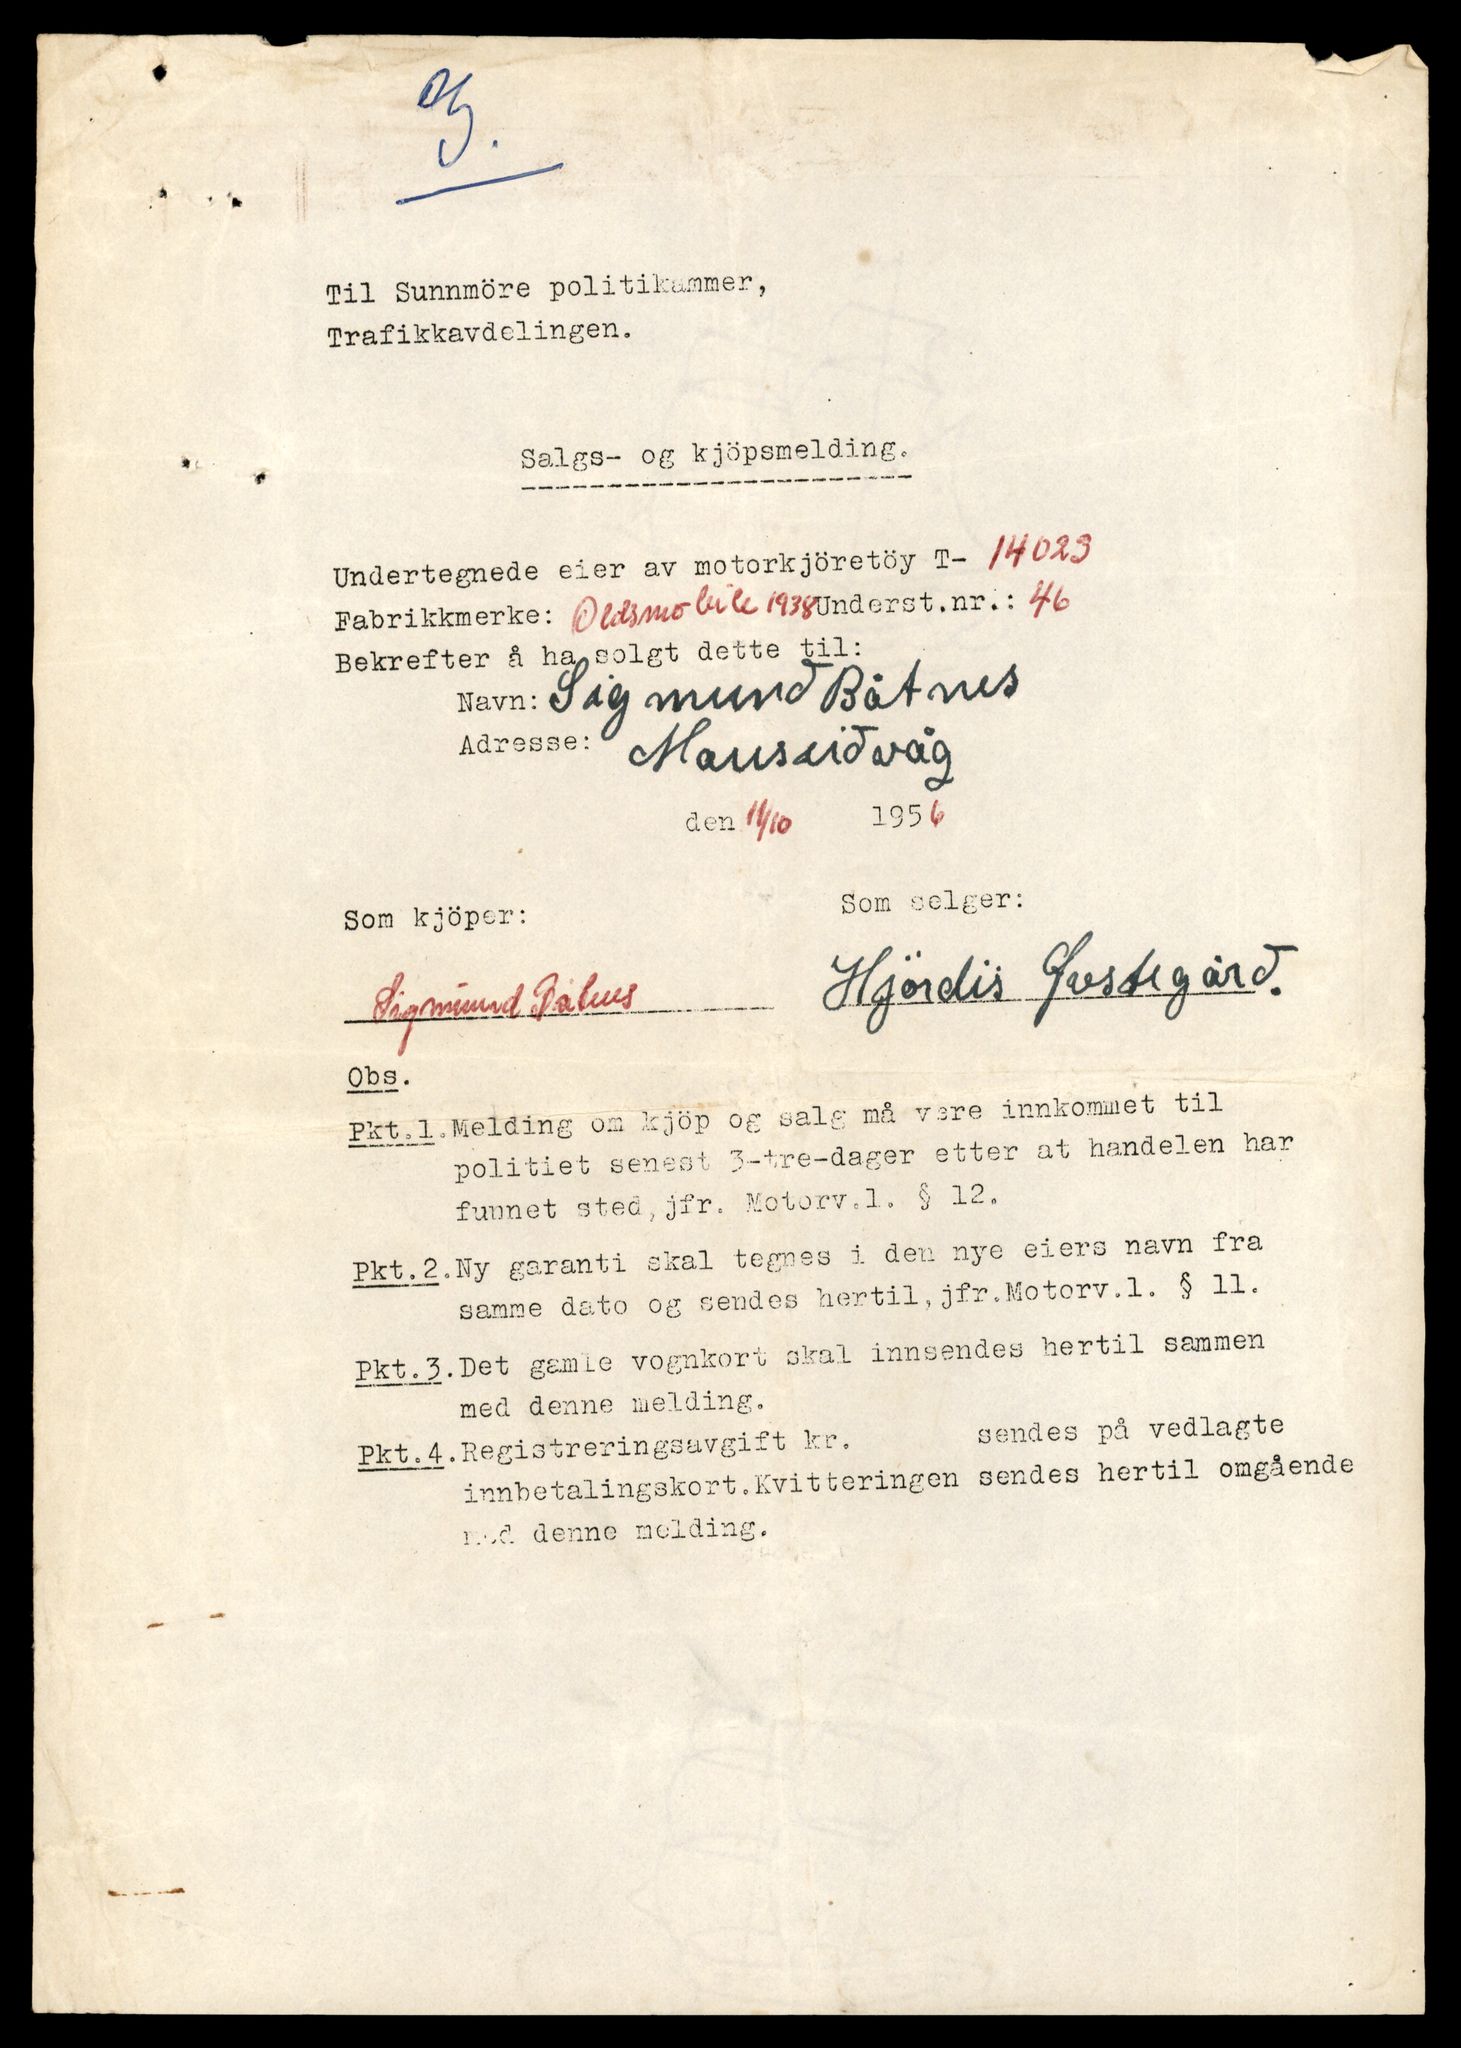 Til Sunnmöre politikammer,
Trafikkavdelingen.
Salgs- og kjöpsmelding.
Undertegnede eier av motorkjöretöy T- 14023
Fabrikkmerke: Oldsmobile 1938 Underst.nr.: 46
Bekrefter å ha solgt dette til:
Navn: Sigmund Båtnes
Adresse: Mauseidvåg
den 11/10 1956
Som kjöper: Som selger:
Sigmund Båtnes Hjördis Øvstegård.
Obs.
Pkt.1. Melding om kjöp og salg må være innkommet til
politiet senest 3-tre-dager etter at handelen har
funnet sted, jfr. Motorv.l. § 12.
Pkt.2. Ny garanti skal tegnes i den nye eiers navn fra
samme dato og sendes hertil, jfr. Motorv.l. § 11.
Pkt.3. Det gamle vognkort skal innsendes hertil sammen
med denne melding.
Pkt.4. Registreringsavgift kr. sendes på vedlagte
innbetalingskort. Kvitteringen sendes hertil omgående
med denne melding.